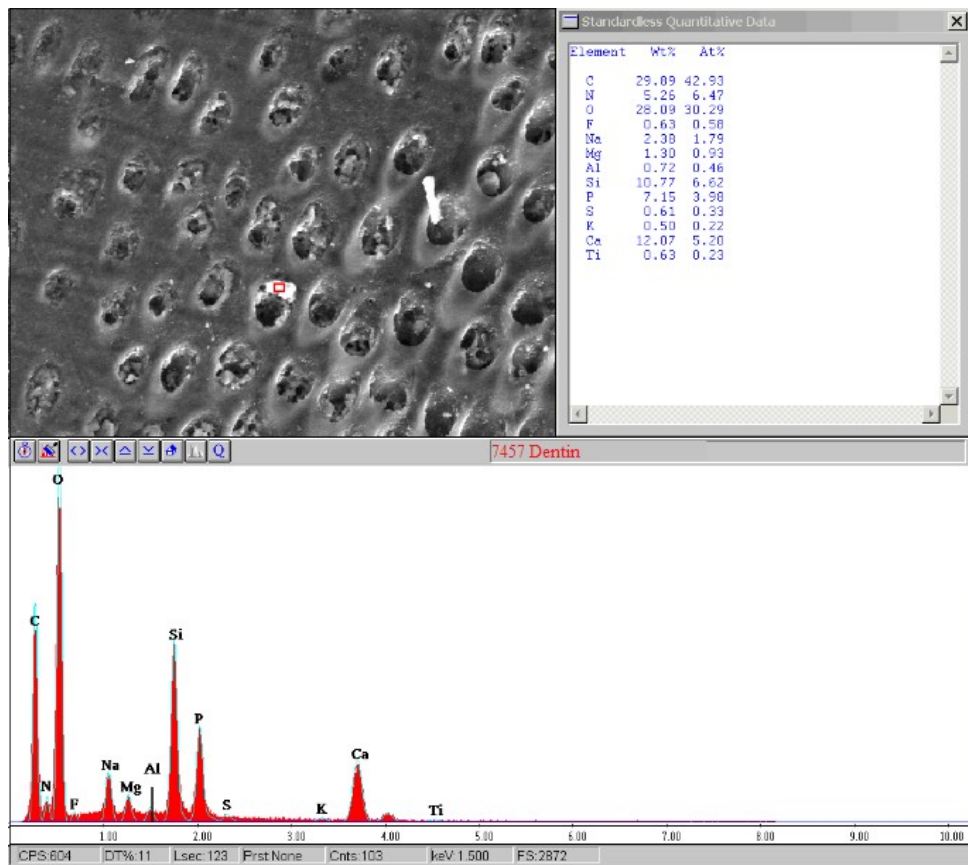 Standardless Quantitative Data
Element Wt% At%
C 29.89 42.93
N 5.26 6.47
O 28.09 30.29
F 0.63 0.58
Na 2.38 1.79
Mg 1.30 0.93
Al 0.72 0.46
Si 10.77 6.62
P 7.15 3.98
S 0.61 0.33
K 0.50 0.22
Ca 12.07 5.20
Ti 0.63 0.23
Q
7457 Dentin
O
C
Si
P
Ca
Na
Al
N
Mg
F
S
K
Ti
1.00 2.00 3.00 4.00 5.00 6.00 7.00 8.00 9.00 10.00
CPS:604 DT%:11 Lsec:123 Prst None Cnts:103 keV 1.500 FS:2872